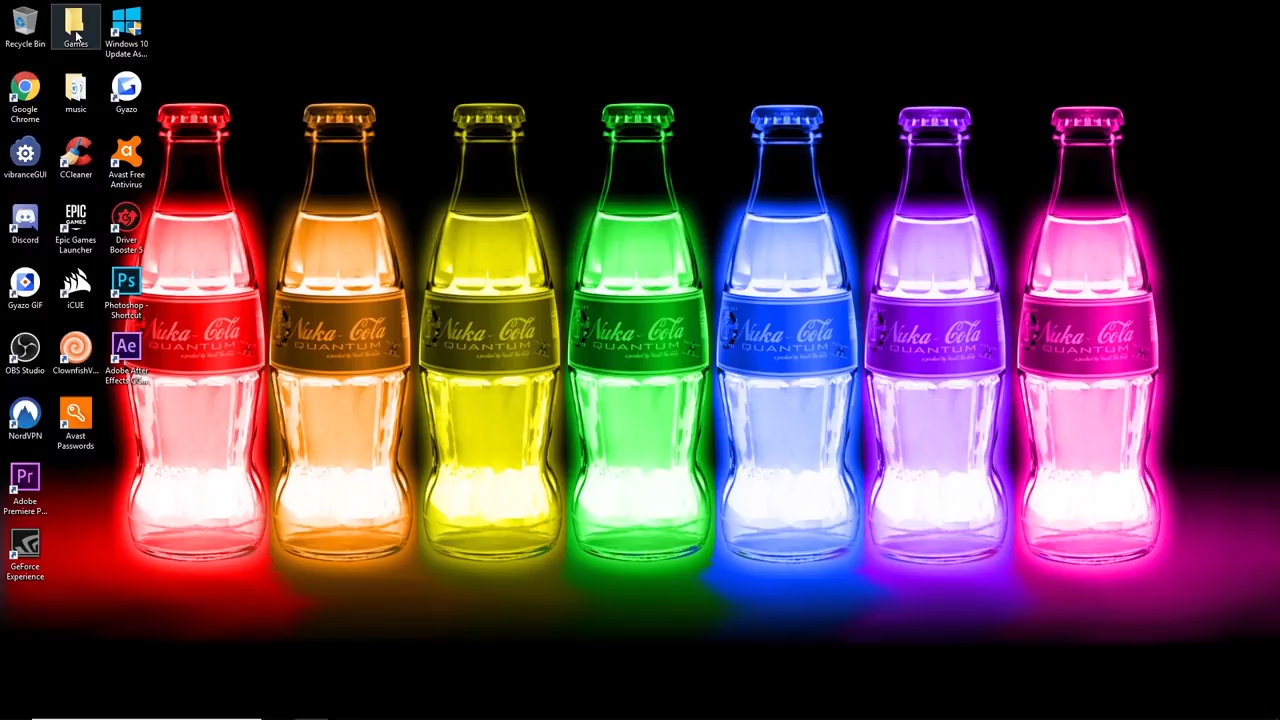 Recycle Bin
Games
Windows 10
Update As...
Google
Chrome
music
Gyazo
vibranceGUI
CCleaner
Avast Free
Antivirus
Discord
EPIC
GAMES
Epic Games
Launcher
Driver
Booster 5
Gyazo GIF
iCUE
Ps
Photoshop -
Shortcut
OBS Studio
ClownfishV...
Ae
Adobe After
Effects CC...
NordVPN
Avast
Passwords
Pr
Adobe
Premiere P...
GeForce
Experience
Nuka-Cola
QUANTUM
Nuka-Cola
QUANTUM
Nuka-Cola
QUANTUM
Nuka-Cola
QUANTUM
Nuka-Cola
QUANTUM
Nuka-Cola
QUANTUM
Nuka-Cola
QUANTUM